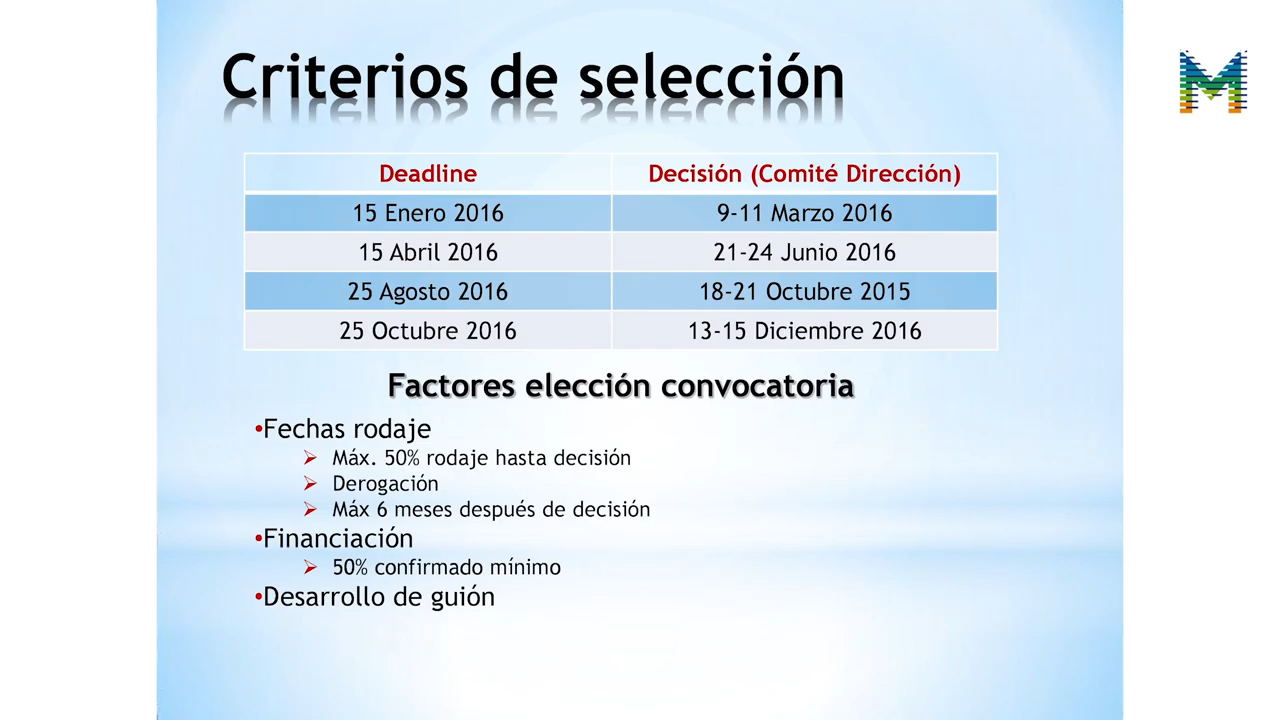 Criterios de selección
Deadline Decisión (Comité Dirección)
15 Enero 2016 9-11 Marzo 2016
15 Abril 2016 21-24 Junio 2016
25 Agosto 2016 18-21 Octubre 2015
25 Octubre 2016 13-15 Diciembre 2016
Factores elección convocatoria
•Fechas rodaje
Máx. 50% rodaje hasta decisión
Derogación
Máx 6 meses después de decisión
•Financiación
50% confirmado mínimo
•Desarrollo de guión
M